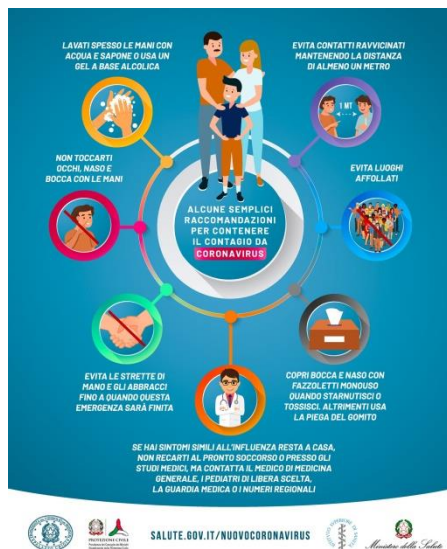 LAVATI SPESSO LE MANI CON
ACQUA E SAPONE O USA UN
GEL A BASE ALCOLICA
EVITA CONTATTI RAVVICINATI
MANTENENDO LA DISTANZA
DI ALMENO UN METRO
1 MT
NON TOCCARTI
OCCHI, NASO E
BOCCA CON LE MANI
EVITA LUOGHI
AFFOLLATI
ALCUNE SEMPLICI
RACCOMANDAZIONI
PER CONTENERE
IL CONTAGIO DA
CORONAVIRUS
EVITA LE STRETTE DI
MANO E GLI ABBRACCI
FINO A QUANDO QUESTA
EMERGENZA SARÀ FINITA
COPRI BOCCA E NASO CON
FAZZOLETTI MONOUSO
QUANDO STARNUTISCI O
TOSSISCI. ALTRIMENTI USA
LA PIEGA DEL GOMITO
SE HAI SINTOMI SIMILI ALL'INFLUENZA RESTA A CASA,
NON RECARTI AL PRONTO SOCCORSO O PRESSO GLI
STUDI MEDICI, MA CONTATTA IL MEDICO DI MEDICINA
GENERALE, I PEDIATRI DI LIBERA SCELTA,
LA GUARDIA MEDICA O I NUMERI REGIONALI
PROTEZIONE CIVILE
SALUTE.GOV.IT/NUOVOCORONAVIRUS
Ministero della Salute